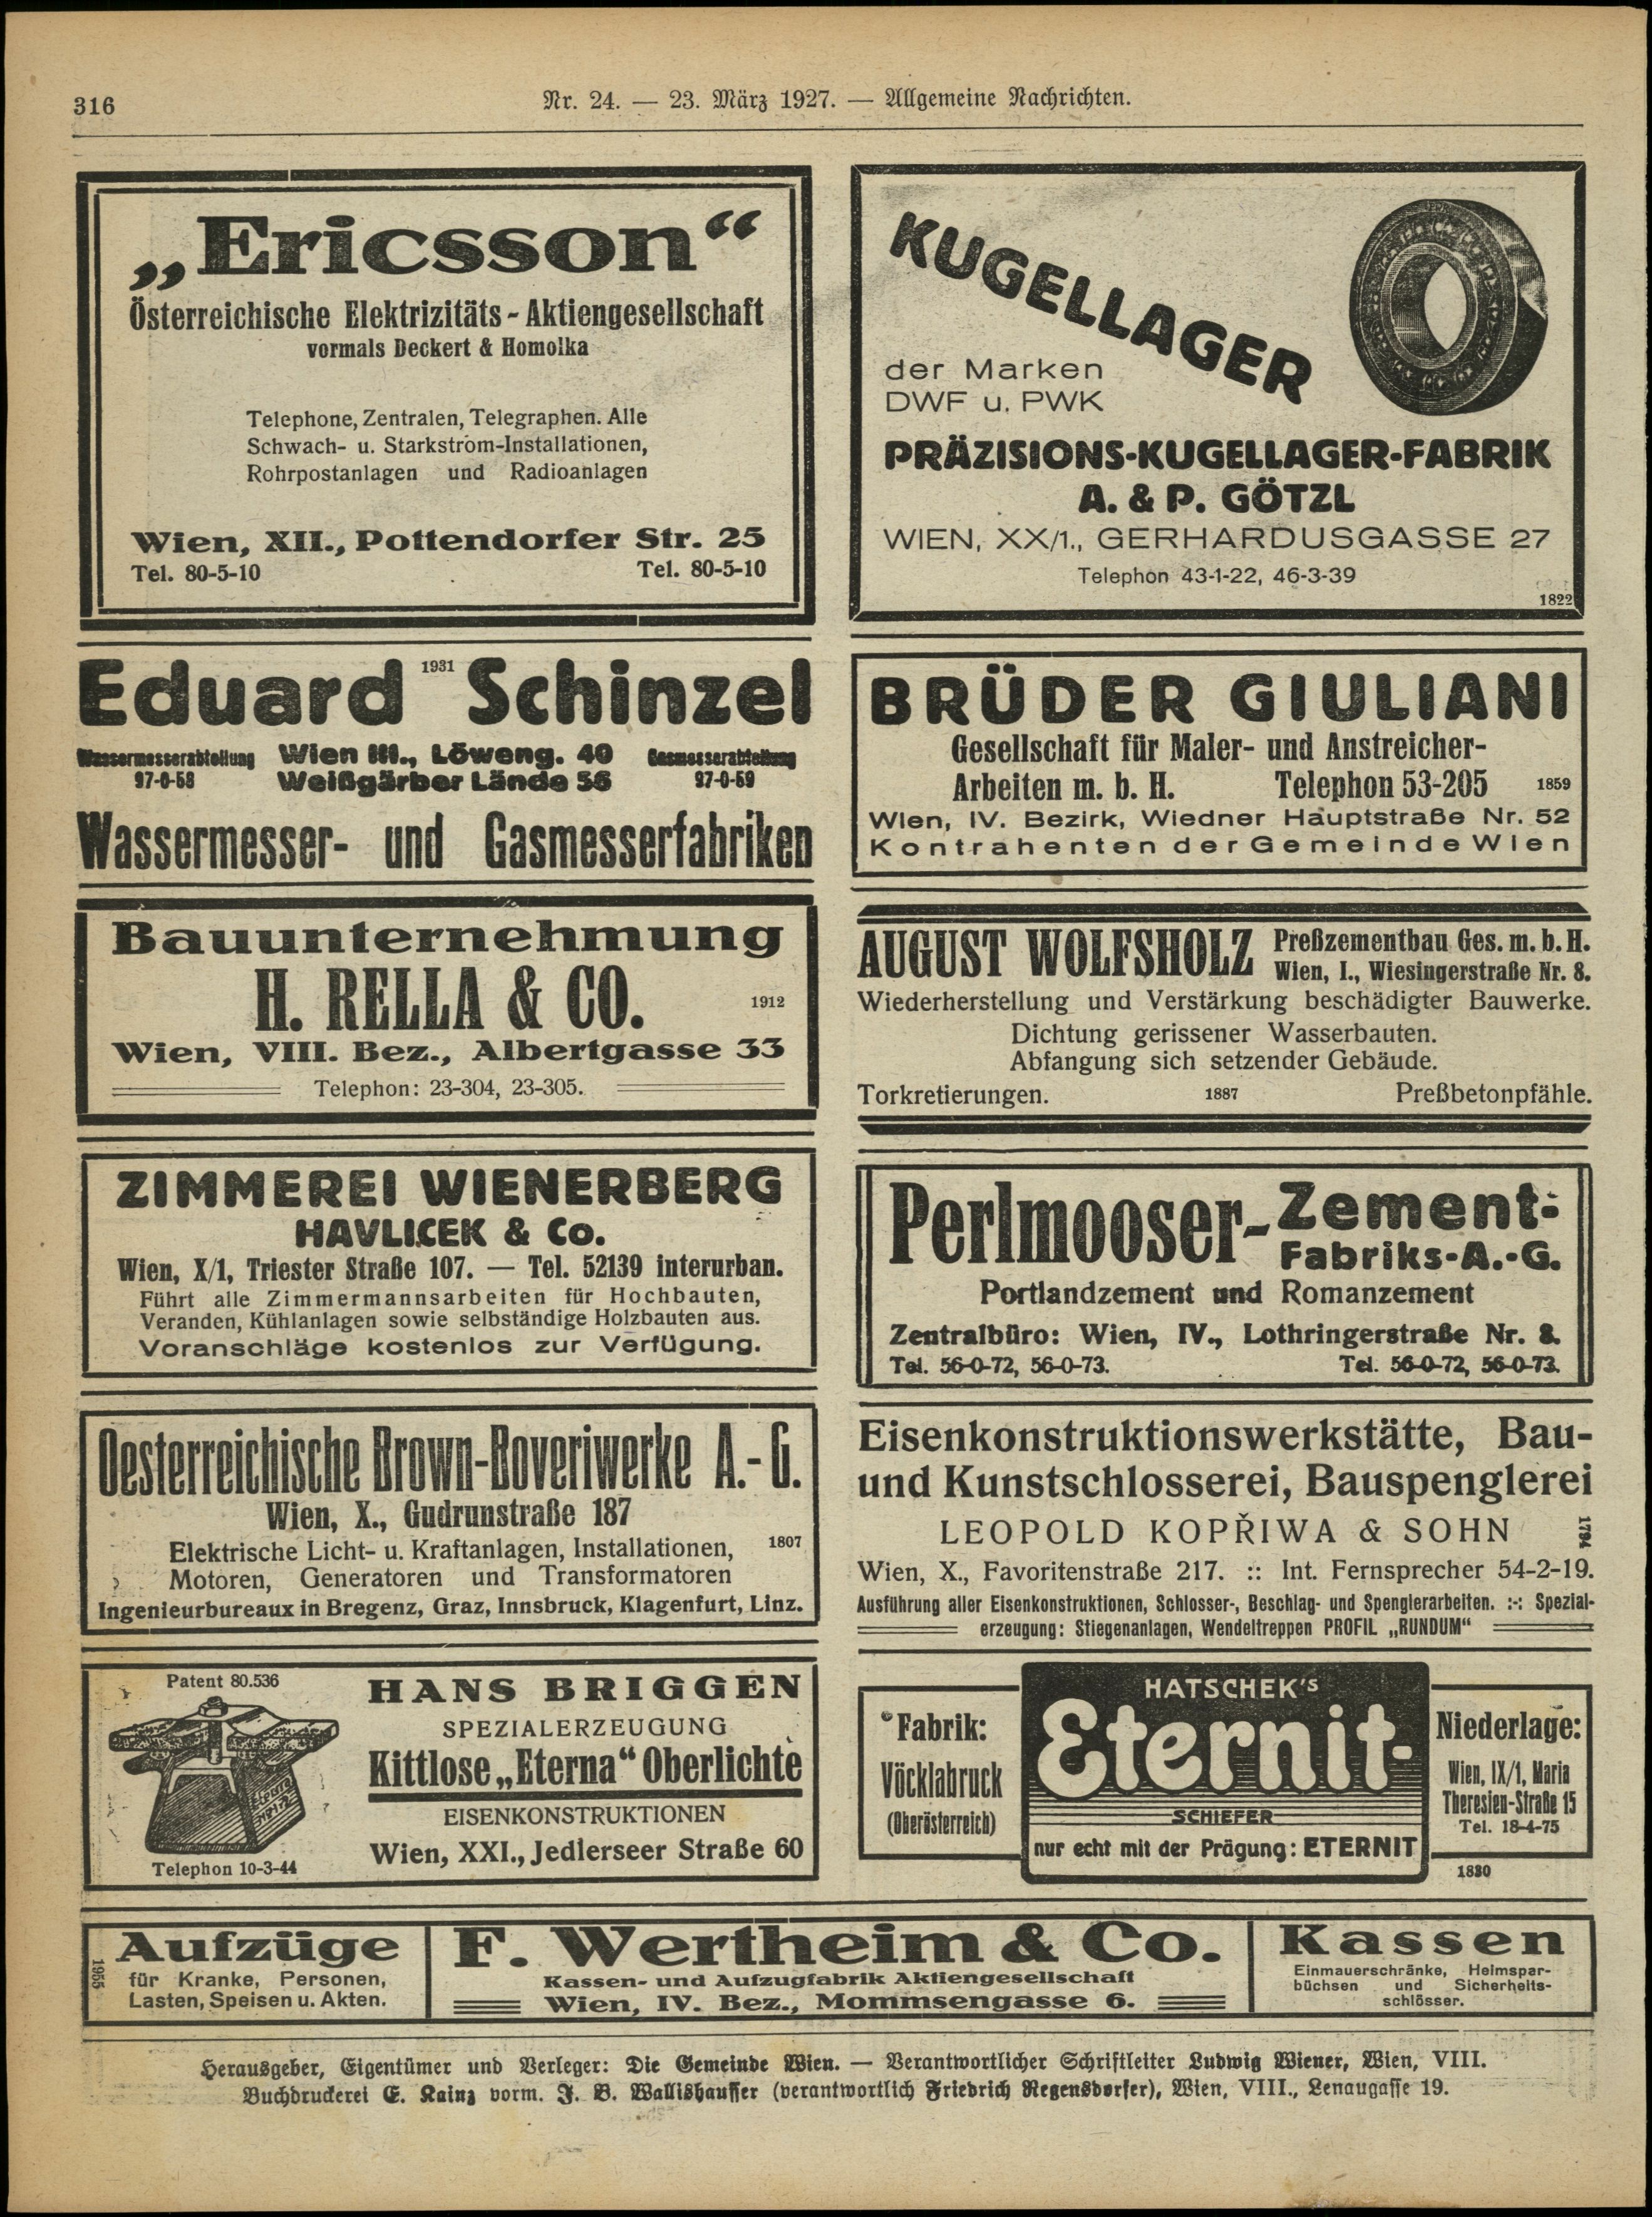 316
Nr. 24. — 23. März 1927. — Allgemeine Nachrichten.
„Ericsson“
Österreichische Elektrizitäts-Aktiengesellschaft
vormals Deckert & Homolka
Telephone, Zentralen, Telegraphen. Alle
Schwach- u. Starkstrom-Installationen,
Rohrpostanlagen und Radioanlagen
Wien, XII., Pottendorfer Str. 25
Tel. 80-5-10 Tel. 80-5-10
KUGELLAGER
der Marken
DWF u. PWK
PRÄZISIONS-KUGELLAGER-FABRIK
A. & P. GÖTZL
WIEN, XX/1., GERHARDUSGASSE 27
Telephon 43-1-22, 46-3-39
1822
Eduard 1931 Schinzel
Wassermesserabteilung Wien III., Löweng. 40 Gasmesserabteilung
97-0-58 Weißgärber Lände 56 97-0-59
Wassermesser- und Gasmesserfabriken
BRÜDER GIULIANI
Gesellschaft für Maler- und Anstreicher-
Arbeiten m. b. H. Telephon 53-205 1859
Wien, IV. Bezirk, Wiedner Hauptstraße Nr. 52
Kontrahenten der Gemeinde Wien
Bauunternehmung
H. RELLA & CO. 1912
Wien, VIII. Bez., Albertgasse 33
Telephon: 23-304, 23-305.
AUGUST WOLFSHOLZ Preßzementbau Ges. m. b. H.
Wien, I., Wiesingerstraße Nr. 8.
Wiederherstellung und Verstärkung beschädigter Bauwerke.
Dichtung gerissener Wasserbauten.
Abfangung sich setzender Gebäude.
Torkretierungen. 1887 Preßbetonpfähle.
ZIMMEREI WIENERBERG
HAVLICEK & Co.
Wien, X/1, Triester Straße 107. — Tel. 52139 interurban.
Führt alle Zimmermannsarbeiten für Hochbauten,
Veranden, Kühlanlagen sowie selbständige Holzbauten aus.
Voranschläge kostenlos zur Verfügung.
Perlmooser- Zement-
Fabriks-A.-G.
Portlandzement und Romanzement
Zentralbüro: Wien, IV., Lothringerstraße Nr. 8.
Tel. 56-0-72, 56-0-73. Tel. 56-0-72, 56-0-73.
Oesterreichische Brown-Boveriwerke A.-G.
Wien, X., Gudrunstraße 187
Elektrische Licht- u. Kraftanlagen, Installationen, 1807
Motoren, Generatoren und Transformatoren
Ingenieurbureaux in Bregenz, Graz, Innsbruck, Klagenfurt, Linz.
Eisenkonstruktionswerkstätte, Bau-
und Kunstschlosserei, Bauspenglerei
LEOPOLD KOPŘIWA & SOHN 1794
Wien, X., Favoritenstraße 217. :: Int. Fernsprecher 54-2-19.
Ausführung aller Eisenkonstruktionen, Schlosser-, Beschlag- und Spenglerarbeiten. :-: Spezial-
erzeugung: Stiegenanlagen, Wendeltreppen PROFIL „RUNDUM“
Patent 80.536
Telephon 10-3-44
HANS BRIGGEN
SPEZIALERZEUGUNG
Kittlose „Eterna“ Oberlichte
EISENKONSTRUKTIONEN
Wien, XXI., Jedlerseer Straße 60
Fabrik:
Vöcklabruck
(Oberösterreich)
HATSCHEK's
Eternit-
SCHIEFER
nur echt mit der Prägung: ETERNIT
Niederlage:
Wien, IX/1, Maria
Theresien-Straße 15
Tel. 18-4-75
1880
1955
Aufzüge
für Kranke, Personen,
Lasten, Speisen u. Akten.
F. Wertheim & Co.
Kassen- und Aufzugfabrik Aktiengesellschaft
Wien, IV. Bez., Mommsengasse 6.
Kassen
Einmauerschränke, Heimspar-
büchsen und Sicherheits-
schlösser.
Herausgeber, Eigentümer und Verleger: Die Gemeinde Wien. — Verantwortlicher Schriftleiter Ludwig Wiener, Wien, VIII.
Buchdruckerei E. Kainz vorm. J. B. Wallishausser (verantwortlich Friedrich Regensdorfer), Wien, VIII., Lenaugasse 19.